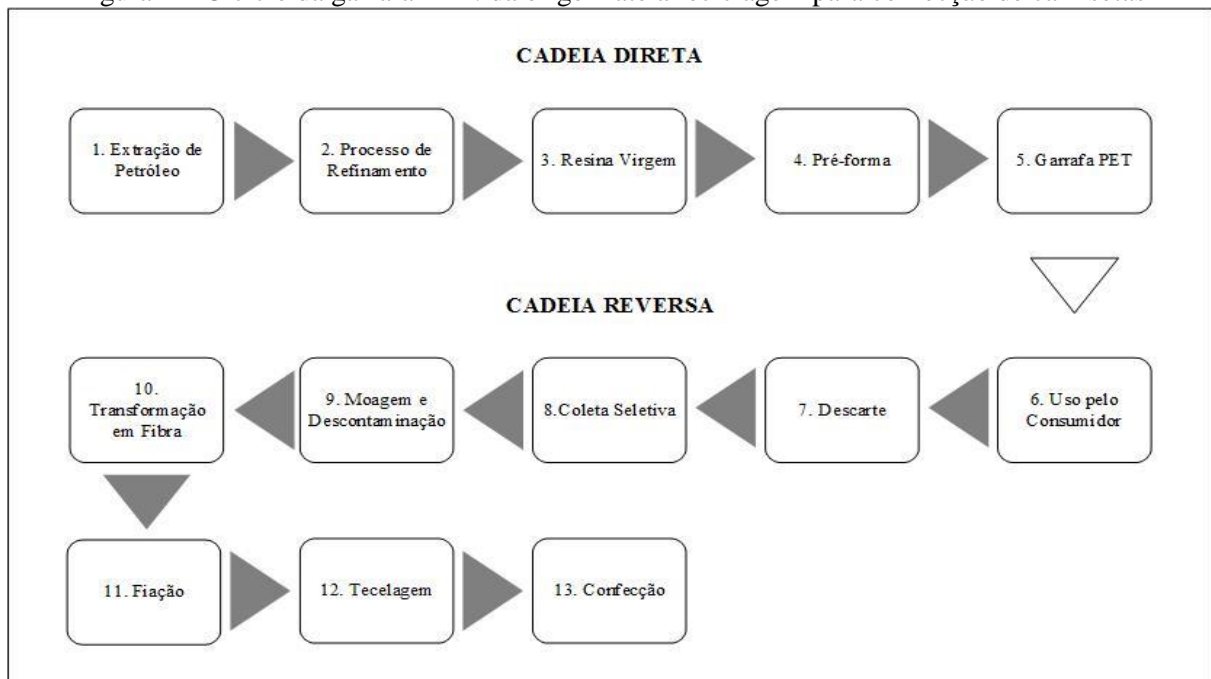 CADEIA DIRETA
1. Extração de
Petróleo
2. Processo de
Refinamento
3. Resina Virgem
4. Pré-forma
5. Garrafa PET
CADEIA REVERSA
10.
Transformação
em Fibra
9. Moagem e
Descontaminação
8.Coleta Seletiva
7. Descarte
6. Uso pelo
Consumidor
11. Fiação
12. Tecelagem
13. Confecção